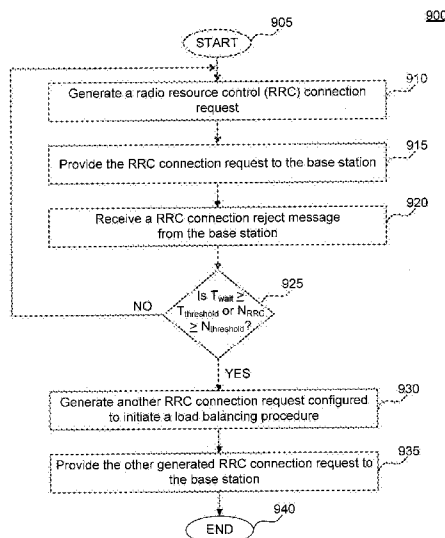 900
905
START
910
Generate a radio resource control (RRC) connection
request
915
Provide the RRC connection request to the base station
920
Receive a RRC connection reject message
from the base station
925
Is Twait ≥
Tthreshold or NRRC
≥ Nthreshold?
NO
YES
930
Generate another RRC connection request configured
to initiate a load balancing procedure
935
Provide the other generated RRC connection request to
the base station
940
END